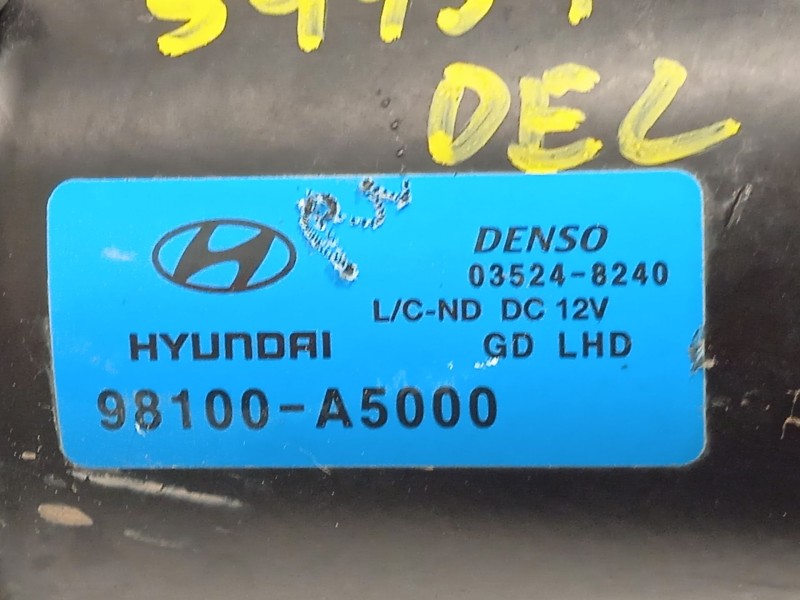 DEL
DENSO
03524-8240
L/C-ND DC 12V
HYUNDAI
GD LHD
98100-A5000